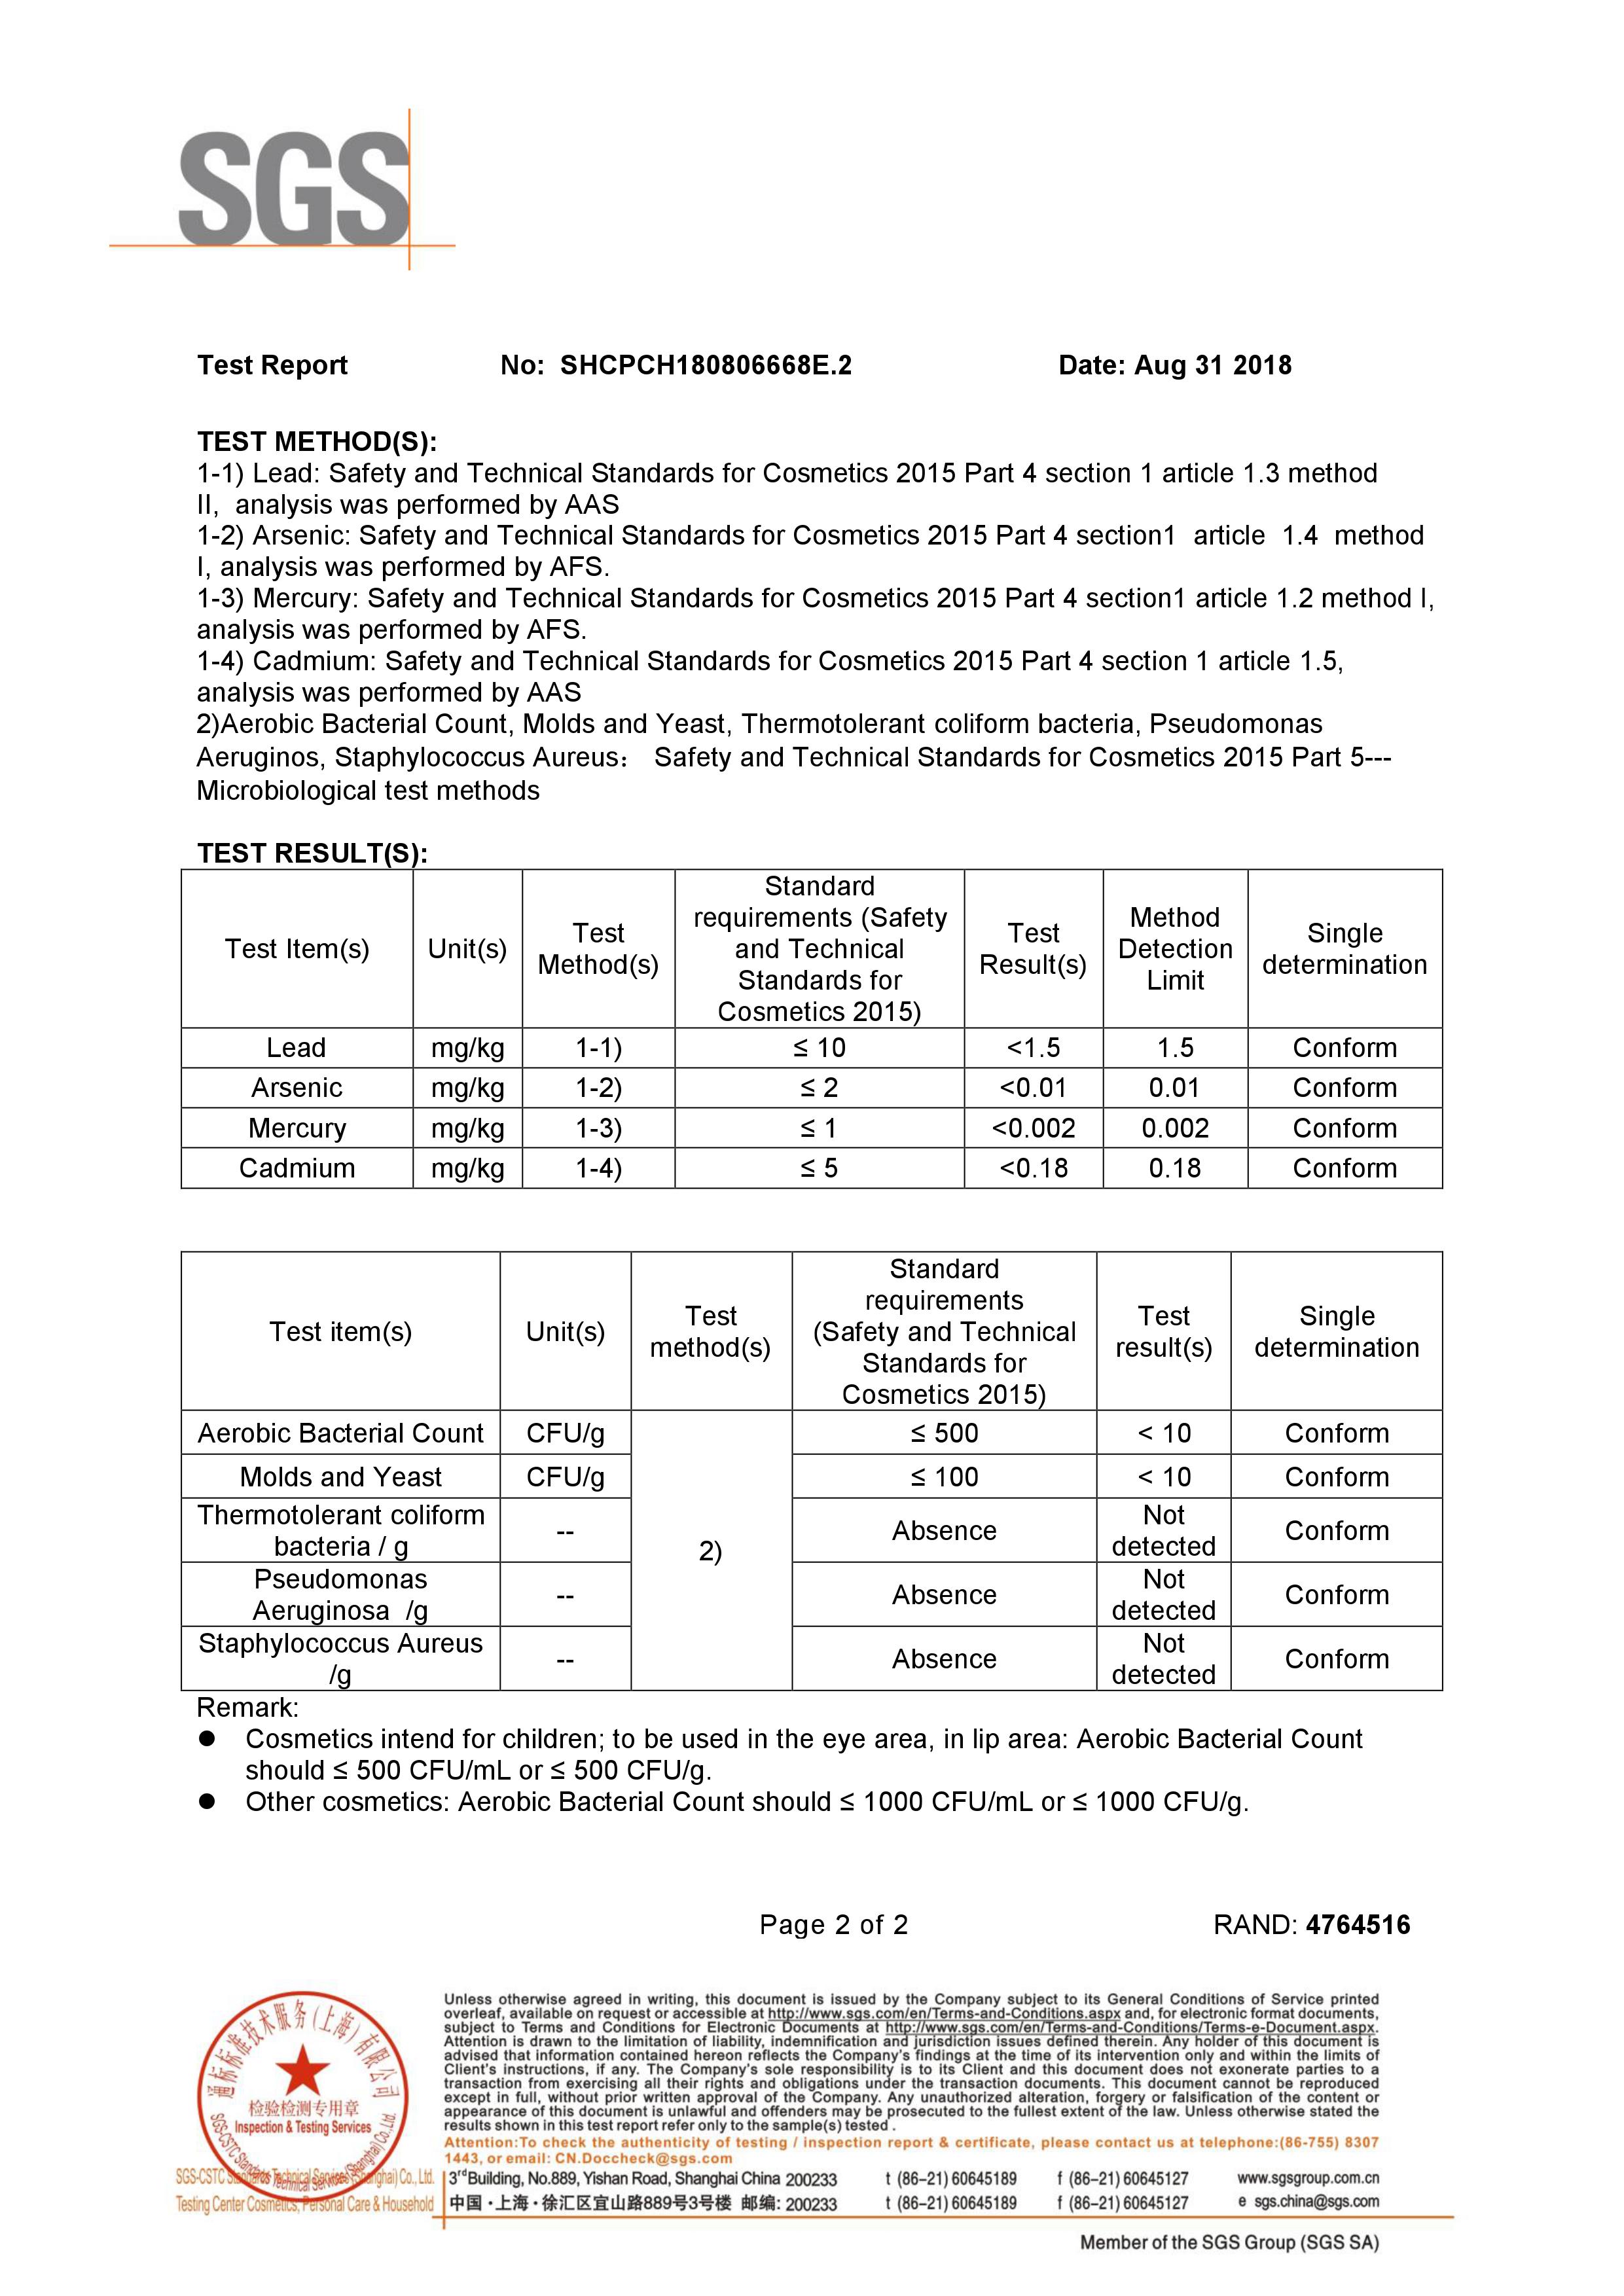 SGS
Test Report No: SHCPCH180806668E.2 Date: Aug 31 2018
TEST METHOD(S):
1-1) Lead: Safety and Technical Standards for Cosmetics 2015 Part 4 section 1 article 1.3 method
II, analysis was performed by AAS
1-2) Arsenic: Safety and Technical Standards for Cosmetics 2015 Part 4 section1 article 1.4 method
I, analysis was performed by AFS.
1-3) Mercury: Safety and Technical Standards for Cosmetics 2015 Part 4 section1 article 1.2 method I,
analysis was performed by AFS.
1-4) Cadmium: Safety and Technical Standards for Cosmetics 2015 Part 4 section 1 article 1.5,
analysis was performed by AAS
2)Aerobic Bacterial Count, Molds and Yeast, Thermotolerant coliform bacteria, Pseudomonas
Aeruginos, Staphylococcus Aureus： Safety and Technical Standards for Cosmetics 2015 Part 5---
Microbiological test methods
TEST RESULT(S):
Test Item(s)
Unit(s)
Test
Method(s)
Standard
requirements (Safety
and Technical
Standards for
Cosmetics 2015)
Test
Result(s)
Method
Detection
Limit
Single
determination
Lead mg/kg 1-1) ≤ 10 <1.5 1.5 Conform
Arsenic mg/kg 1-2) ≤ 2 <0.01 0.01 Conform
Mercury mg/kg 1-3) ≤ 1 <0.002 0.002 Conform
Cadmium mg/kg 1-4) ≤ 5 <0.18 0.18 Conform
Test item(s)
Unit(s)
Test
method(s)
Standard
requirements
(Safety and Technical
Standards for
Cosmetics 2015)
Test
result(s)
Single
determination
Aerobic Bacterial Count CFU/g ≤ 500 < 10 Conform
Molds and Yeast CFU/g ≤ 100 < 10 Conform
Thermotolerant coliform
bacteria / g
--
2)
Absence
Not
detected
Conform
Pseudomonas
Aeruginosa /g
--
Absence
Not
detected
Conform
Staphylococcus Aureus
/g
--
Absence
Not
detected
Conform
Remark:
● Cosmetics intend for children; to be used in the eye area, in lip area: Aerobic Bacterial Count
should ≤ 500 CFU/mL or ≤ 500 CFU/g.
● Other cosmetics: Aerobic Bacterial Count should ≤ 1000 CFU/mL or ≤ 1000 CFU/g.
Page 2 of 2 RAND: 4764516
通标标准技术服务(上海)有限公司
检验检测专用章
Inspection & Testing Services
SGS-CSTC Standards Technical Services (Shanghai) Co., Ltd.
Unless otherwise agreed in writing, this document is issued by the Company subject to its General Conditions of Service printed
overleaf, available on request or accessible at http://www.sgs.com/en/Terms-and-Conditions.aspx and, for electronic format documents,
subject to Terms and Conditions for Electronic Documents at http://www.sgs.com/en/Terms-and-Conditions/Terms-e-Document.aspx.
Attention is drawn to the limitation of liability, indemnification and jurisdiction issues defined therein. Any holder of this document is
advised that information contained hereon reflects the Company's findings at the time of its intervention only and within the limits of
Client's instructions, if any. The Company's sole responsibility is to its Client and this document does not exonerate parties to a
transaction from exercising all their rights and obligations under the transaction documents. This document cannot be reproduced
except in full, without prior written approval of the Company. Any unauthorized alteration, forgery or falsification of the content or
appearance of this document is unlawful and offenders may be prosecuted to the fullest extent of the law. Unless otherwise stated the
results shown in this test report refer only to the sample(s) tested .
Attention:To check the authenticity of testing / inspection report & certificate, please contact us at telephone:(86-755) 8307
1443, or email: CN.Doccheck@sgs.com
SGS-CSTC Standards Technical Services (Shanghai) Co., Ltd.
Testing Center Cosmetics, Personal Care & Household
3rdBuilding, No.889, Yishan Road, Shanghai China 200233 t (86–21) 60645189 f (86–21) 60645127 www.sgsgroup.com.cn
中国·上海·徐汇区宜山路889号3号楼 邮编: 200233 t (86–21) 60645189 f (86–21) 60645127 e sgs.china@sgs.com
Member of the SGS Group (SGS SA)